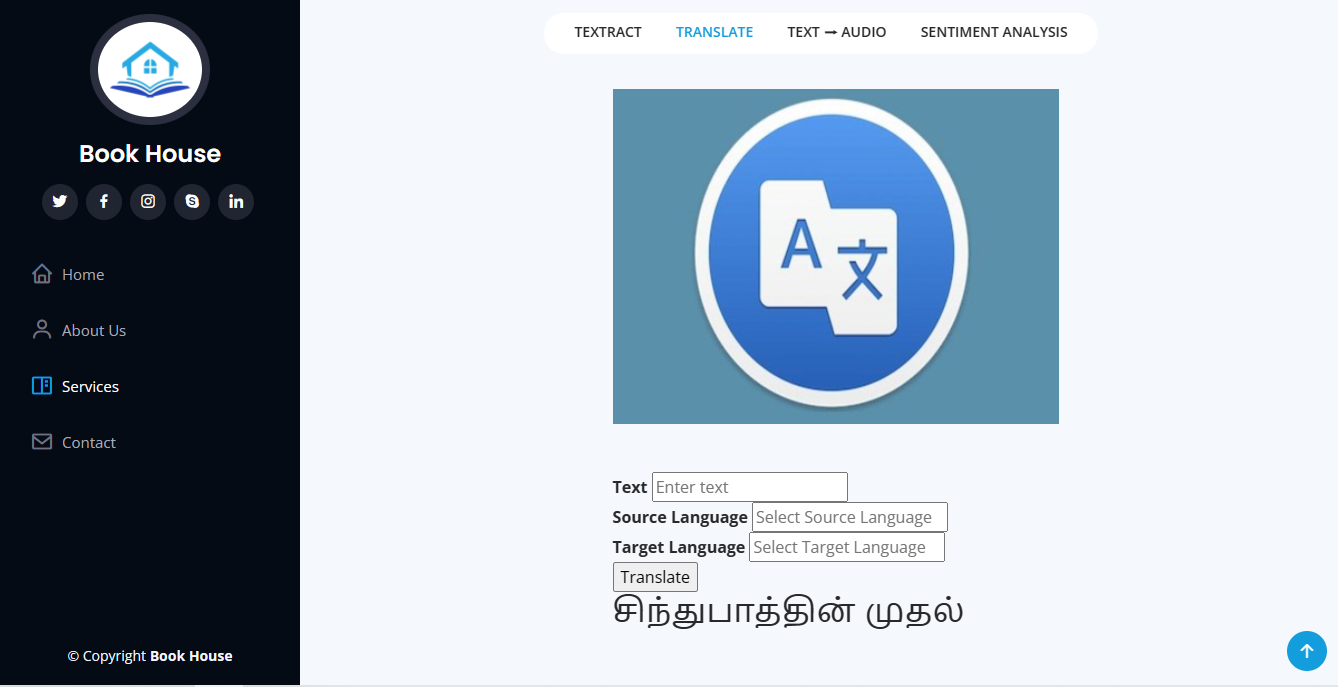 Book House
Home
About Us
Services
Contact
© Copyright Book House
TEXTRACT TRANSLATE TEXT ➞ AUDIO SENTIMENT ANALYSIS
A 文
Text Enter text
Source Language Select Source Language
Target Language Select Target Language
Translate
சிந்துபாத்தின் முதல்